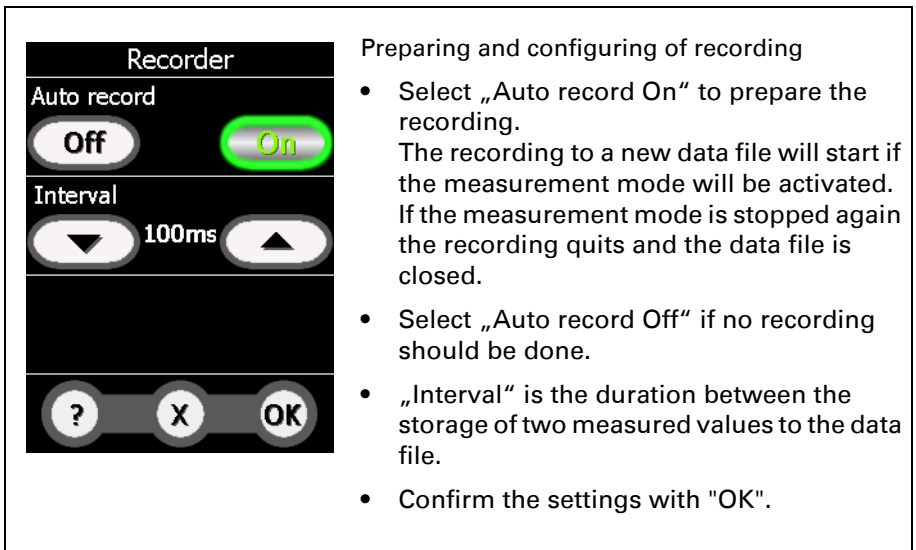 Recorder
Auto record
Off On
Interval
100ms
? X OK
Preparing and configuring of recording
• Select „Auto record On“ to prepare the
recording.
The recording to a new data file will start if
the measurement mode will be activated.
If the measurement mode is stopped again
the recording quits and the data file is
closed.
• Select „Auto record Off“ if no recording
should be done.
• „Interval“ is the duration between the
storage of two measured values to the data
file.
• Confirm the settings with "OK".